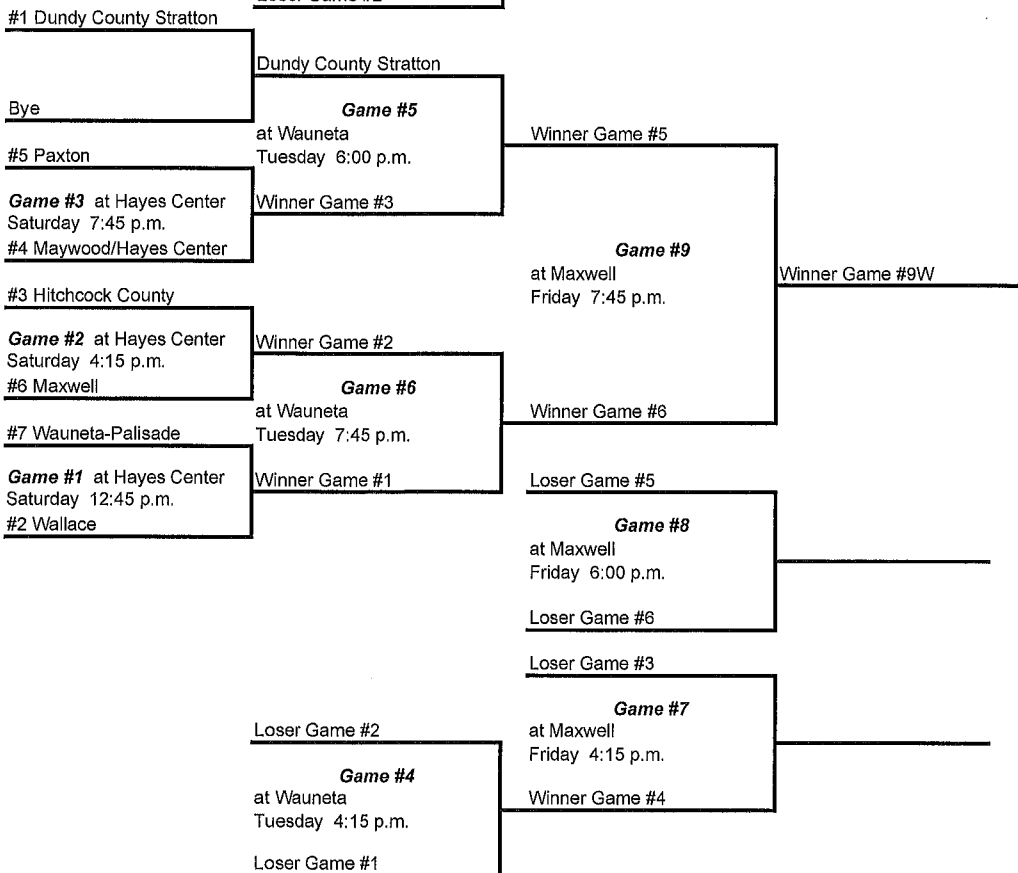 #1 Dundy County Stratton
Bye
#5 Paxton
Game #3 at Hayes Center
Saturday 7:45 p.m.
#4 Maywood/Hayes Center
#3 Hitchcock County
Game #2 at Hayes Center
Saturday 4:15 p.m.
#6 Maxwell
#7 Wauneta-Palisade
Game #1 at Hayes Center
Saturday 12:45 p.m.
#2 Wallace
Dundy County Stratton
Game #5
at Wauneta
Tuesday 6:00 p.m.
Winner Game #3
Winner Game #2
Game #6
at Wauneta
Tuesday 7:45 p.m.
Winner Game #1
Loser Game #2
Game #4
at Wauneta
Tuesday 4:15 p.m.
Loser Game #1
Winner Game #5
Game #9
at Maxwell
Friday 7:45 p.m.
Winner Game #6
Loser Game #5
Game #8
at Maxwell
Friday 6:00 p.m.
Loser Game #6
Loser Game #3
Game #7
at Maxwell
Friday 4:15 p.m.
Winner Game #4
Winner Game #9W